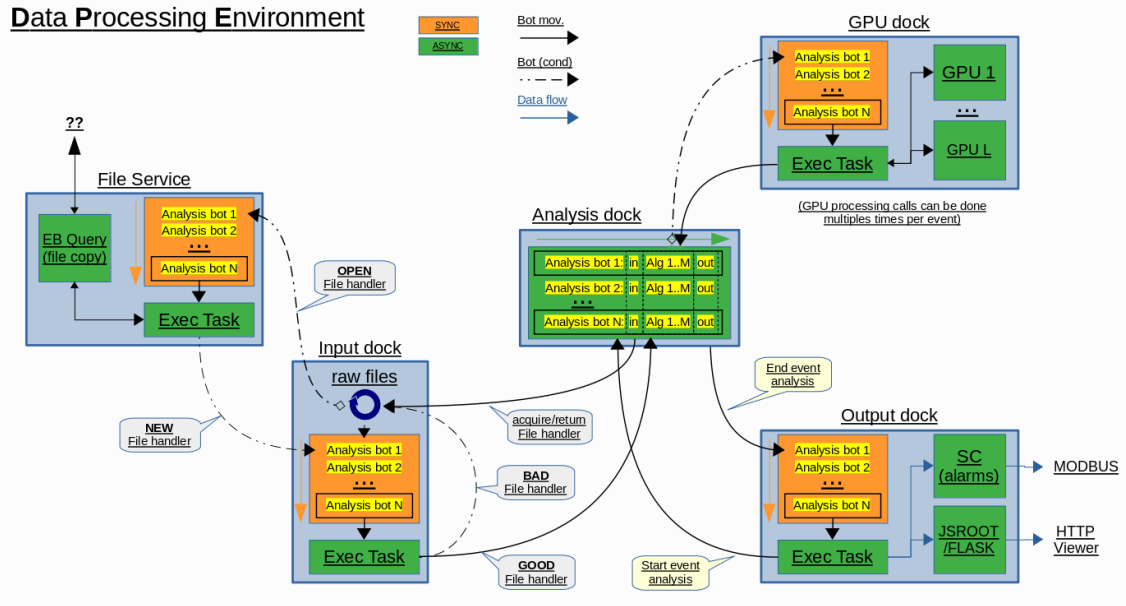 Data Processing Environment
SYNC
ASYNC
Bot mov.
Bot (cond)
Data flow
GPU dock
Analysis bot 1
Analysis bot 2
...
Analysis bot N
Exec Task
GPU 1
...
GPU L
(GPU processing calls can be done
multiples times per event)
??
File Service
EB Query
(file copy)
Analysis bot 1
Analysis bot 2
...
Analysis bot N
Exec Task
OPEN
File handler
NEW
File handler
Analysis dock
Analysis bot 1: in Alg 1..M out
Analysis bot 2: in Alg 1..M out
...
Analysis bot N: in Alg 1..M out
Input dock
raw files
Analysis bot 1
Analysis bot 2
...
Analysis bot N
Exec Task
acquire/return
File handler
BAD
File handler
GOOD
File handler
End event
analysis
Start event
analysis
Output dock
Analysis bot 1
Analysis bot 2
...
Analysis bot N
Exec Task
SC
(alarms)
JSROOT
/FLASK
MODBUS
HTTP
Viewer